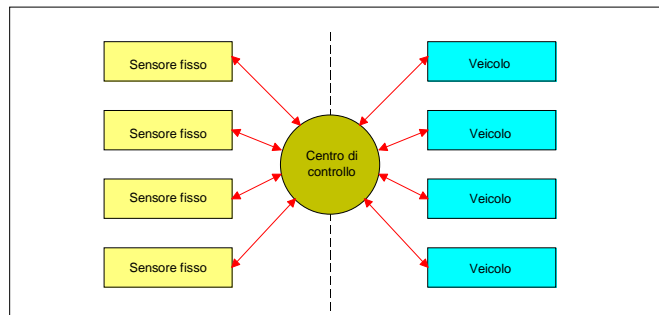 Sensore fisso
Veicolo
Sensore fisso
Veicolo
Centro di
controllo
Sensore fisso
Veicolo
Sensore fisso
Veicolo